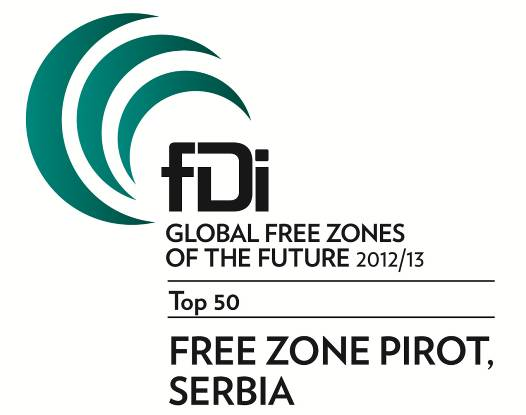 fDi
GLOBAL FREE ZONES
OF THE FUTURE 2012/13
Top 50
FREE ZONE PIROT,
SERBIA